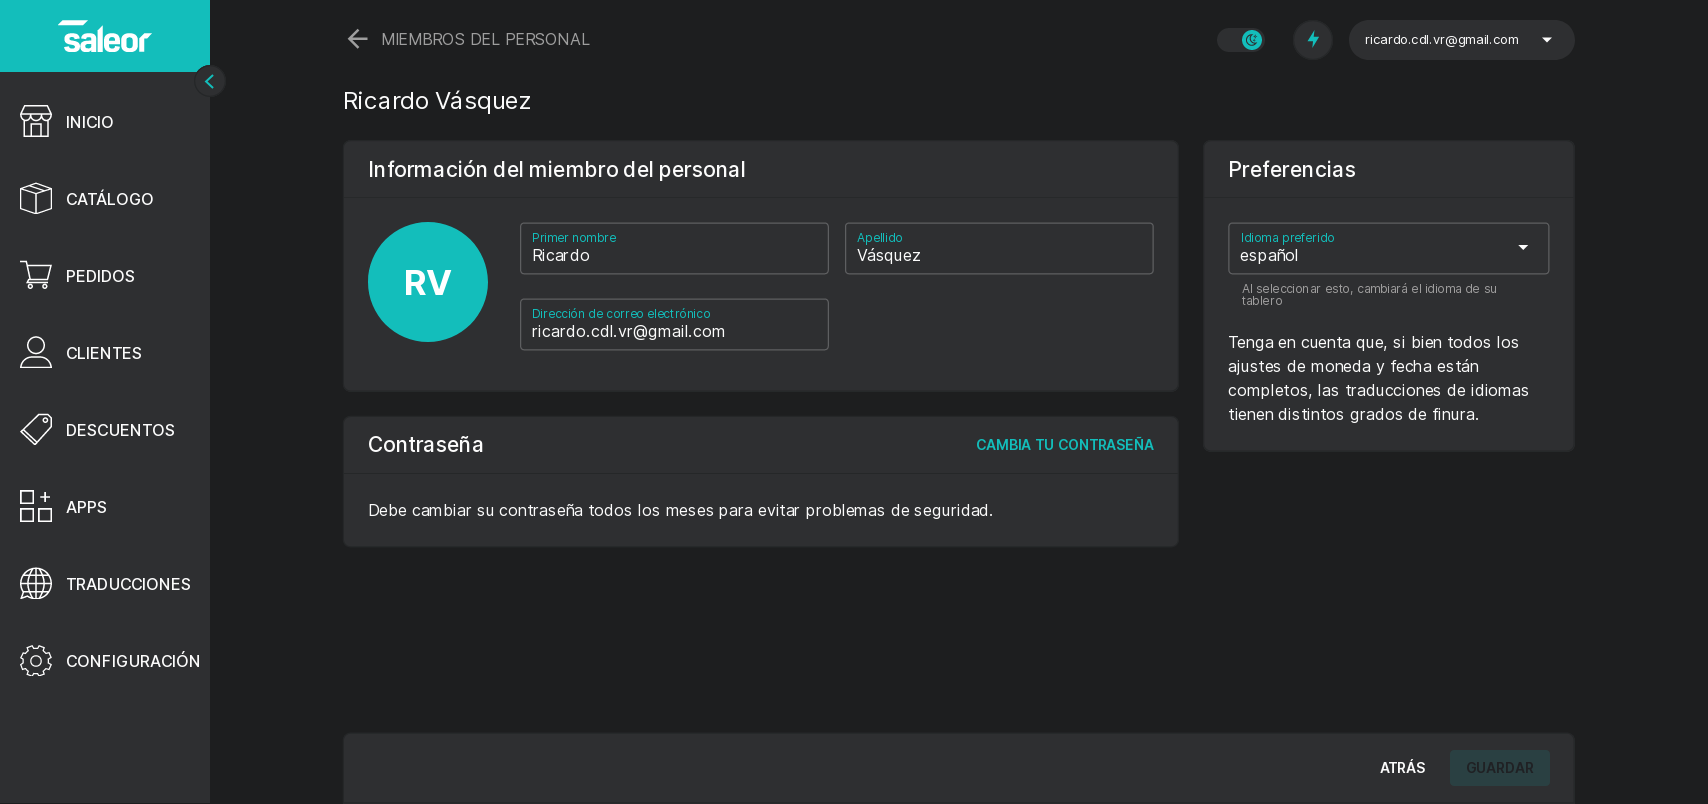 saleor
INICIO
CATÁLOGO
PEDIDOS
CLIENTES
DESCUENTOS
APPS
TRADUCCIONES
CONFIGURACIÓN
MIEMBROS DEL PERSONAL
ricardo.cdl.vr@gmail.com
Ricardo Vásquez
Información del miembro del personal
RV
Primer nombre
Ricardo
Apellido
Vásquez
Dirección de correo electrónico
ricardo.cdl.vr@gmail.com
Contraseña
CAMBIA TU CONTRASEÑA
Debe cambiar su contraseña todos los meses para evitar problemas de seguridad.
Preferencias
Idioma preferido
español
Al seleccionar esto, cambiará el idioma de su
tablero
Tenga en cuenta que, si bien todos los
ajustes de moneda y fecha están
completos, las traducciones de idiomas
tienen distintos grados de finura.
ATRÁS
GUARDAR